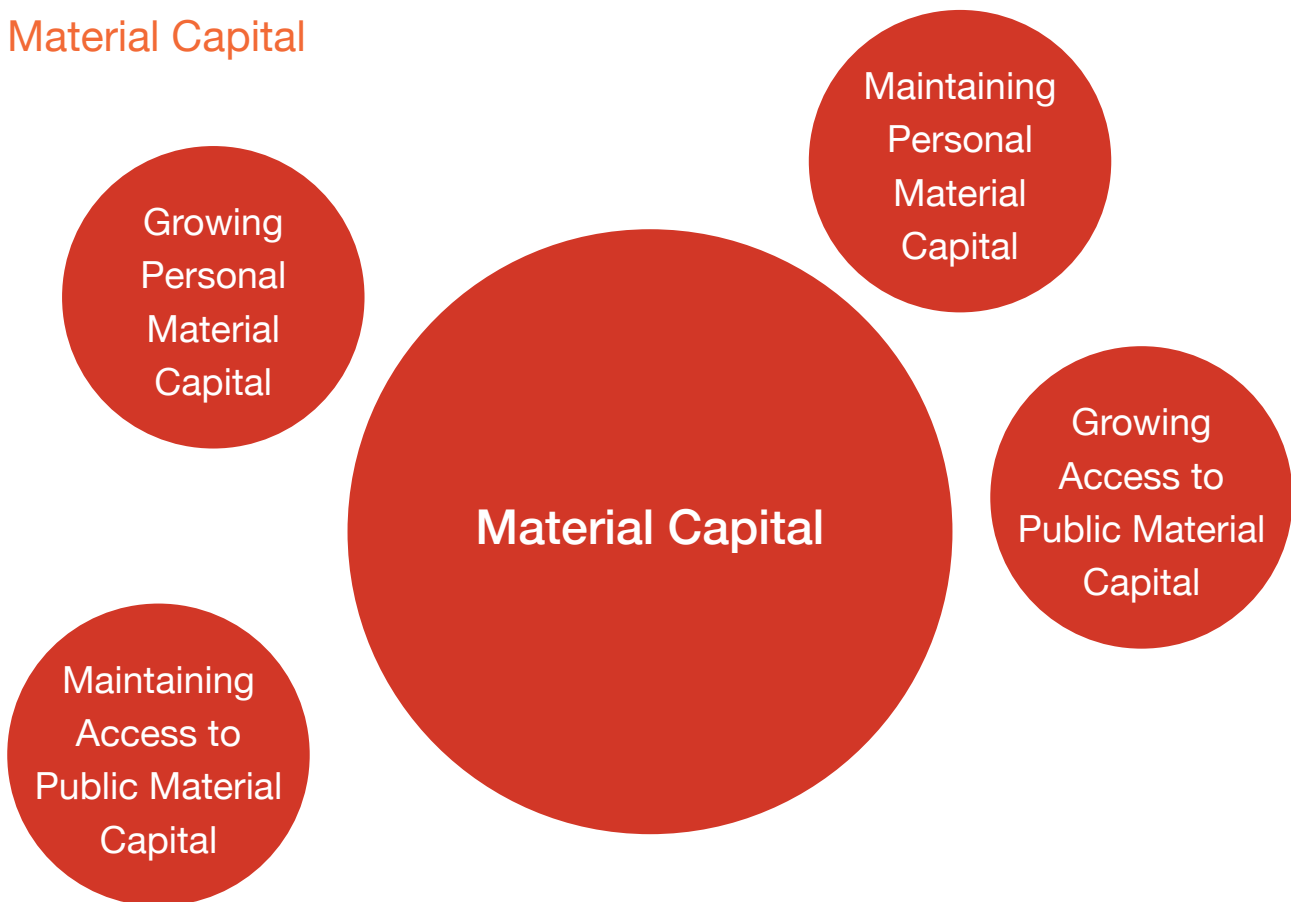 Material Capital
Maintaining
Personal
Material
Capital
Growing
Personal
Material
Capital
Material Capital
Growing
Access to
Public Material
Capital
Maintaining
Access to
Public Material
Capital